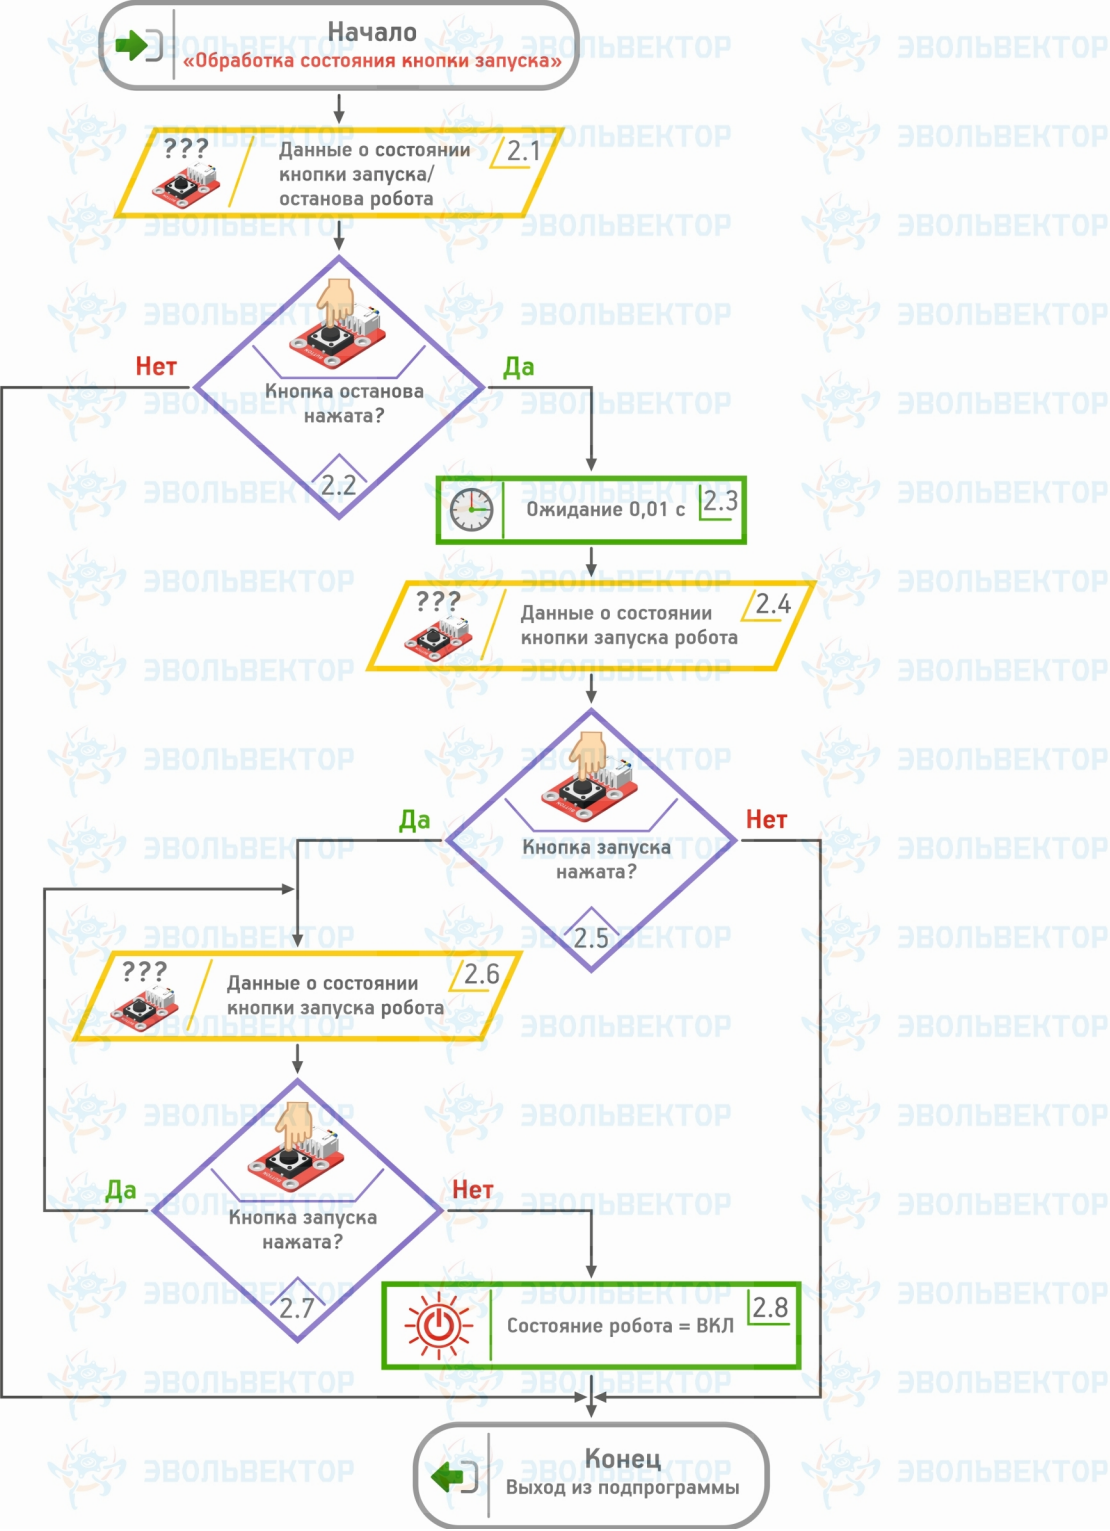 Начало
«Обработка состояния кнопки запуска»
???
Данные о состоянии
кнопки запуска/
останова робота
2.1
Кнопка останова
нажата?
2.2
Нет
Да
Ожидание 0,01 с
2.3
???
Данные о состоянии
кнопки запуска робота
2.4
Кнопка запуска
нажата?
2.5
Да
Нет
???
Данные о состоянии
кнопки запуска робота
2.6
Кнопка запуска
нажата?
2.7
Да
Нет
Состояние робота = ВКЛ
2.8
Конец
Выход из подпрограммы
ЭВОЛЬВЕКТОР